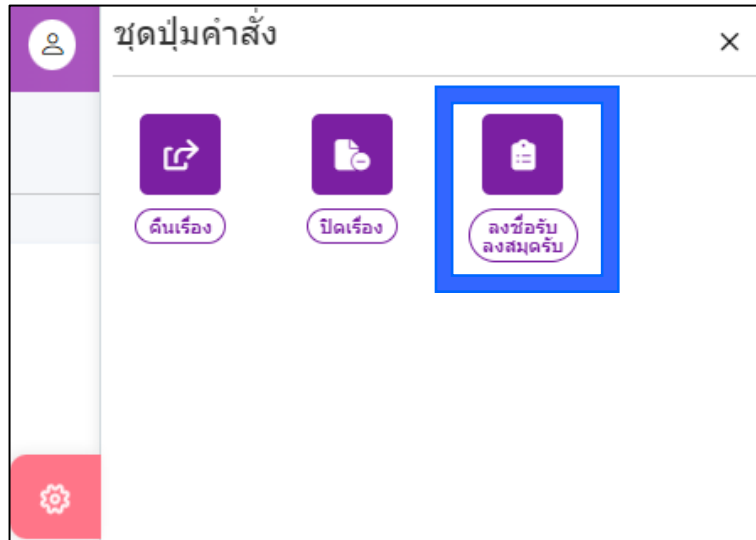 ชุดปุ่มคำสั่ง
คืนเรื่อง
ปิดเรื่อง
ลงชื่อรับ
ลงสมุดรับ